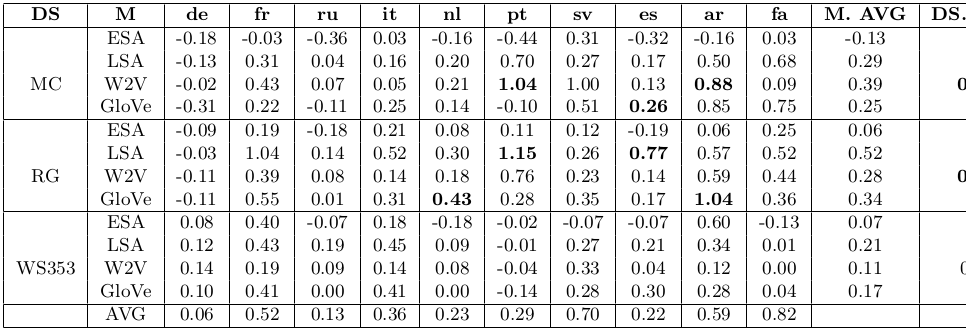 DS M de fr ru it nl pt sv es ar fa M. AVG DS.
ESA -0.18 -0.03 -0.36 0.03 -0.16 -0.44 0.31 -0.32 -0.16 0.03 -0.13
LSA -0.13 0.31 0.04 0.16 0.20 0.70 0.27 0.17 0.50 0.68 0.29
MC W2V -0.02 0.43 0.07 0.05 0.21 1.04 1.00 0.13 0.88 0.09 0.39 0
GloVe -0.31 0.22 -0.11 0.25 0.14 -0.10 0.51 0.26 0.85 0.75 0.25
ESA -0.09 0.19 -0.18 0.21 0.08 0.11 0.12 -0.19 0.06 0.25 0.06
LSA -0.03 1.04 0.14 0.52 0.30 1.15 0.26 0.77 0.57 0.52 0.52
RG W2V -0.11 0.39 0.08 0.14 0.18 0.76 0.23 0.14 0.59 0.44 0.28 0
GloVe -0.11 0.55 0.01 0.31 0.43 0.28 0.35 0.17 1.04 0.36 0.34
ESA 0.08 0.40 -0.07 0.18 -0.18 -0.02 -0.07 -0.07 0.60 -0.13 0.07
LSA 0.12 0.43 0.19 0.45 0.09 -0.01 0.27 0.21 0.34 0.01 0.21
WS353 W2V 0.14 0.19 0.09 0.14 0.08 -0.04 0.33 0.04 0.12 0.00 0.11 0
GloVe 0.10 0.41 0.00 0.41 0.00 -0.14 0.28 0.30 0.28 0.04 0.17
AVG 0.06 0.52 0.13 0.36 0.23 0.29 0.70 0.22 0.59 0.82